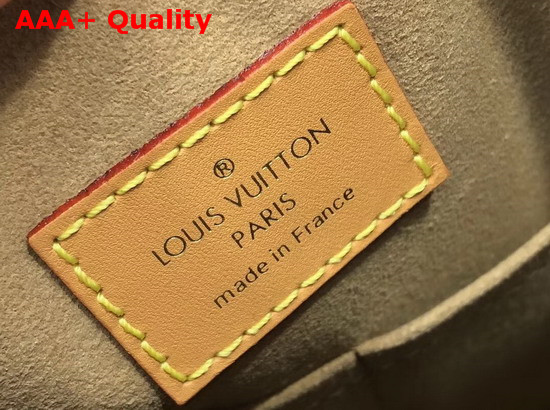 AAA+ Quality
®
LOUIS VUITTON
PARIS
made in France